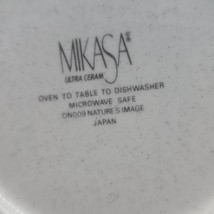 MIKASA®
ULTRA CERAM
OVEN TO TABLE TO DISHWASHER
MICROWAVE SAFE
DN009 NATURE'S IMAGE
JAPAN